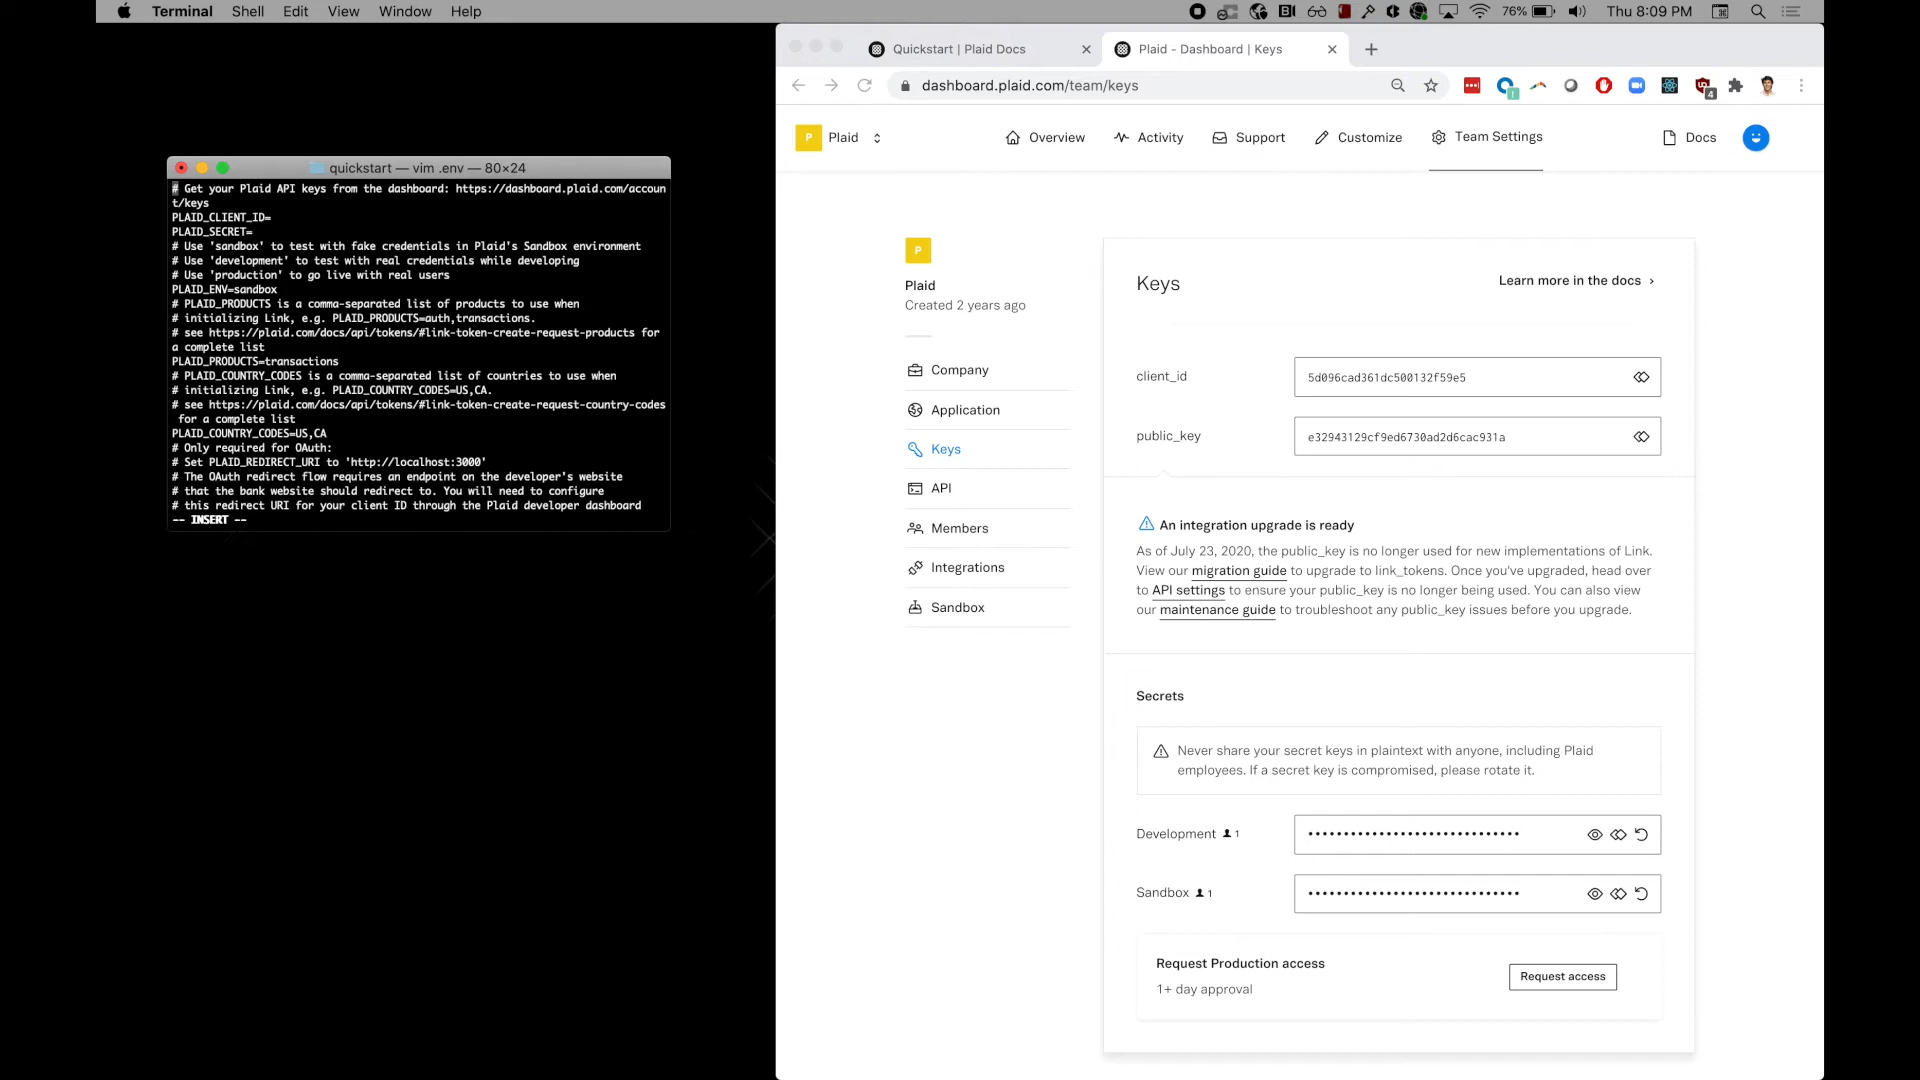 Terminal Shell Edit View Window Help
76% Thu 8:09 PM
quickstart — vim .env — 80×24
# Get your Plaid API keys from the dashboard: https://dashboard.plaid.com/accoun
t/keys
PLAID_CLIENT_ID=
PLAID_SECRET=
# Use 'sandbox' to test with fake credentials in Plaid's Sandbox environment
# Use 'development' to test with real credentials while developing
# Use 'production' to go live with real users
PLAID_ENV=sandbox
# PLAID_PRODUCTS is a comma-separated list of products to use when
# initializing Link, e.g. PLAID_PRODUCTS=auth,transactions.
# see https://plaid.com/docs/api/tokens/#link-token-create-request-products for
a complete list
PLAID_PRODUCTS=transactions
# PLAID_COUNTRY_CODES is a comma-separated list of countries to use when
# initializing Link, e.g. PLAID_COUNTRY_CODES=US,CA.
# see https://plaid.com/docs/api/tokens/#link-token-create-request-country-codes
for a complete list
PLAID_COUNTRY_CODES=US,CA
# Only required for OAuth:
# Set PLAID_REDIRECT_URI to 'http://localhost:3000'
# The OAuth redirect flow requires an endpoint on the developer's website
# that the bank website should redirect to. You will need to configure
# this redirect URI for your client ID through the Plaid developer dashboard
-- INSERT --
Quickstart | Plaid Docs
Plaid - Dashboard | Keys
dashboard.plaid.com/team/keys
4
P Plaid
Overview Activity Support Customize Team Settings Docs
P
Plaid
Created 2 years ago
Company
Application
Keys
API
Members
Integrations
Sandbox
Keys
Learn more in the docs ›
client_id
5d096cad361dc500132f59e5
public_key
e32943129cf9ed6730ad2d6cac931a
An integration upgrade is ready
As of July 23, 2020, the public_key is no longer used for new implementations of Link.
View our migration guide to upgrade to link_tokens. Once you've upgraded, head over
to API settings to ensure your public_key is no longer being used. You can also view
our maintenance guide to troubleshoot any public_key issues before you upgrade.
Secrets
Never share your secret keys in plaintext with anyone, including Plaid
employees. If a secret key is compromised, please rotate it.
Development 1
Sandbox 1
Request Production access
1+ day approval
Request access